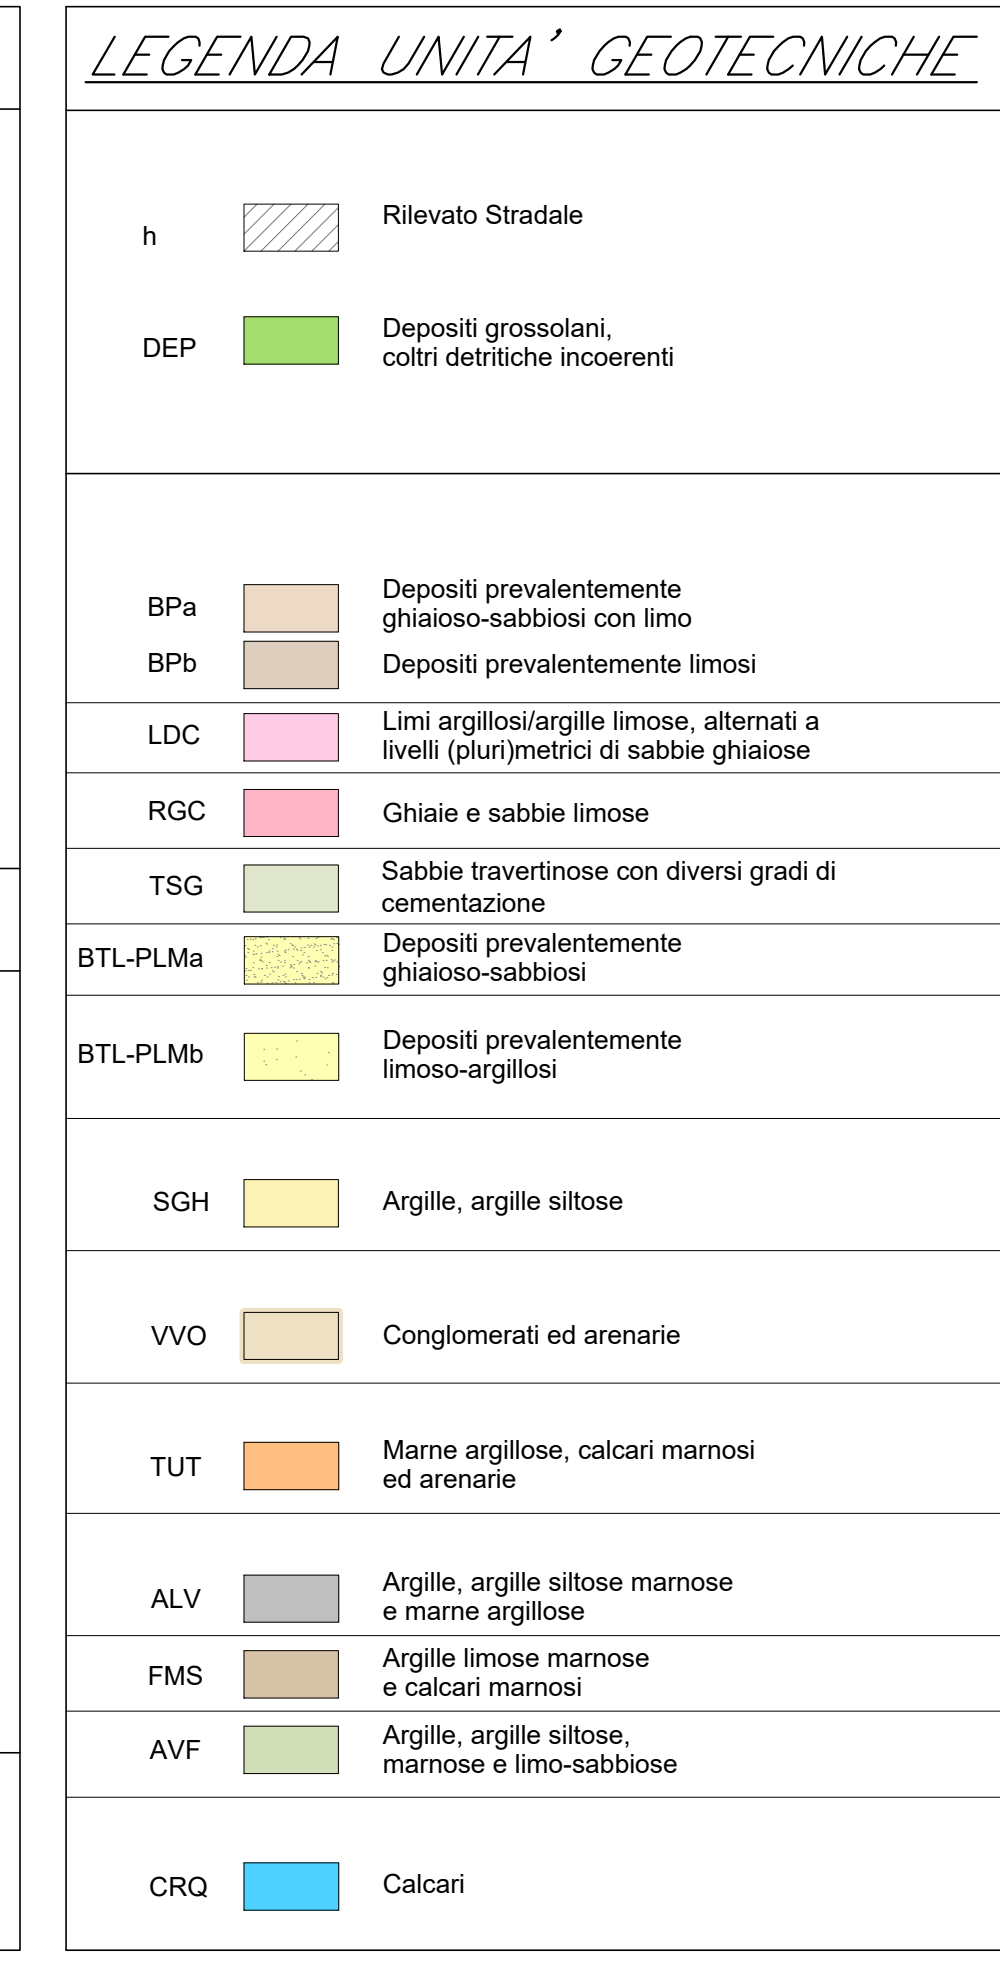 LEGENDA UNITA' GEOTECNICHE
h
Rilevato Stradale
DEP
Depositi grossolani,
coltri detritiche incoerenti
BPa
Depositi prevalentemente
ghiaioso-sabbiosi con limo
BPb
Depositi prevalentemente limosi
LDC
Limi argillosi/argille limose, alternati a
livelli (pluri)metrici di sabbie ghiaiose
RGC
Ghiaie e sabbie limose
TSG
Sabbie travertinose con diversi gradi di
cementazione
BTL-PLMa
Depositi prevalentemente
ghiaioso-sabbiosi
BTL-PLMb
Depositi prevalentemente
limoso-argillosi
SGH
Argille, argille siltose
VVO
Conglomerati ed arenarie
TUT
Marne argillose, calcari marnosi
ed arenarie
ALV
Argille, argille siltose marnose
e marne argillose
FMS
Argille limose marnose
e calcari marnosi
AVF
Argille, argille siltose,
marnose e limo-sabbiose
CRQ
Calcari